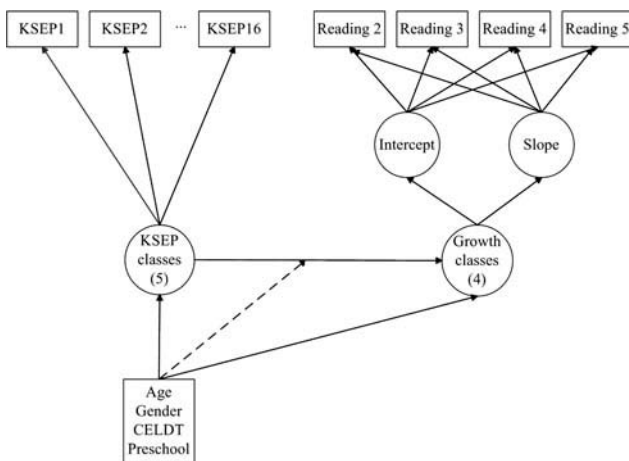 KSEP1 KSEP2 ... KSEP16 Reading 2 Reading 3 Reading 4 Reading 5
Intercept Slope
KSEP
classes
(5)
Growth
classes
(4)
Age
Gender
CELDT
Preschool